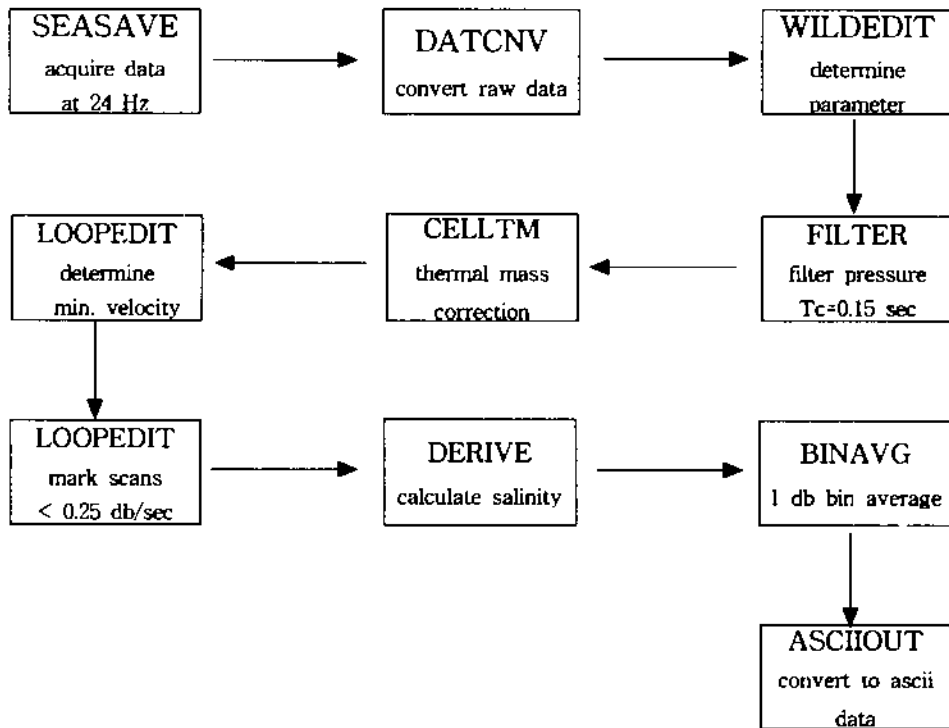 SEASAVE
acquire data
at 24 Hz
DATCNV
convert raw data
WILDEDIT
determine
parameter
FILTER
filter pressure
Tc=0.15 sec
CELLTM
thermal mass
correction
LOOPEDIT
determine
min. velocity
LOOPEDIT
mark scans
< 0.25 db/sec
DERIVE
calculate salinity
BINAVG
1 db bin average
ASCIIOUT
convert to ascii
data